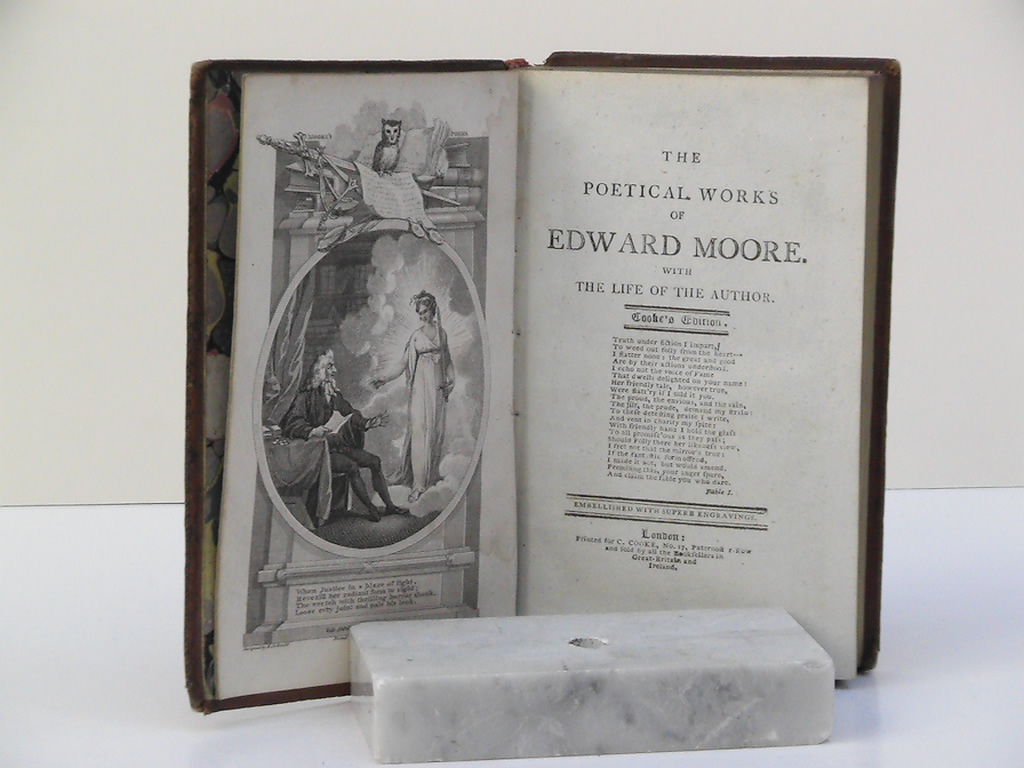 MOORE'S POEMS
When Justice in a blaze of light,
Reveal'd her radiant form to sight;
The wretch with thrilling horror shook,
Loose ev'ry joint and pale his look.
THE
POETICAL WORKS
OF
EDWARD MOORE.
WITH
THE LIFE OF THE AUTHOR.
Cooke's Edition.
Truth under fiction I impart,
To weed out folly from the heart--
I flatter none: the great and good
Are by their actions understood.
I echo not the voice of Fame
That dwells delighted on your name!
Her friendly tale, however true,
Were flatt'ry if I told it you.
The proud, the envious, and the vain,
The jilt, the prude, demand my strain:
To these detesting praise I write,
And vent in charity my spite:
With friendly hand I hold the glass
To all promisc'ous as they pass;
Should Folly there her likeness view,
I fret not that the mirror's true:
If the fantastic form offend,
I made it not, but would amend.
Premising this, your anger spare,
And claim the fable you who dare.
Fable I.
EMBELLISHED WITH SUPERB ENGRAVINGS.
London:
Printed for C. COOKE, No. 17, Paternoster-Row
and sold by all the Booksellers in
Great-Britain and
Ireland.